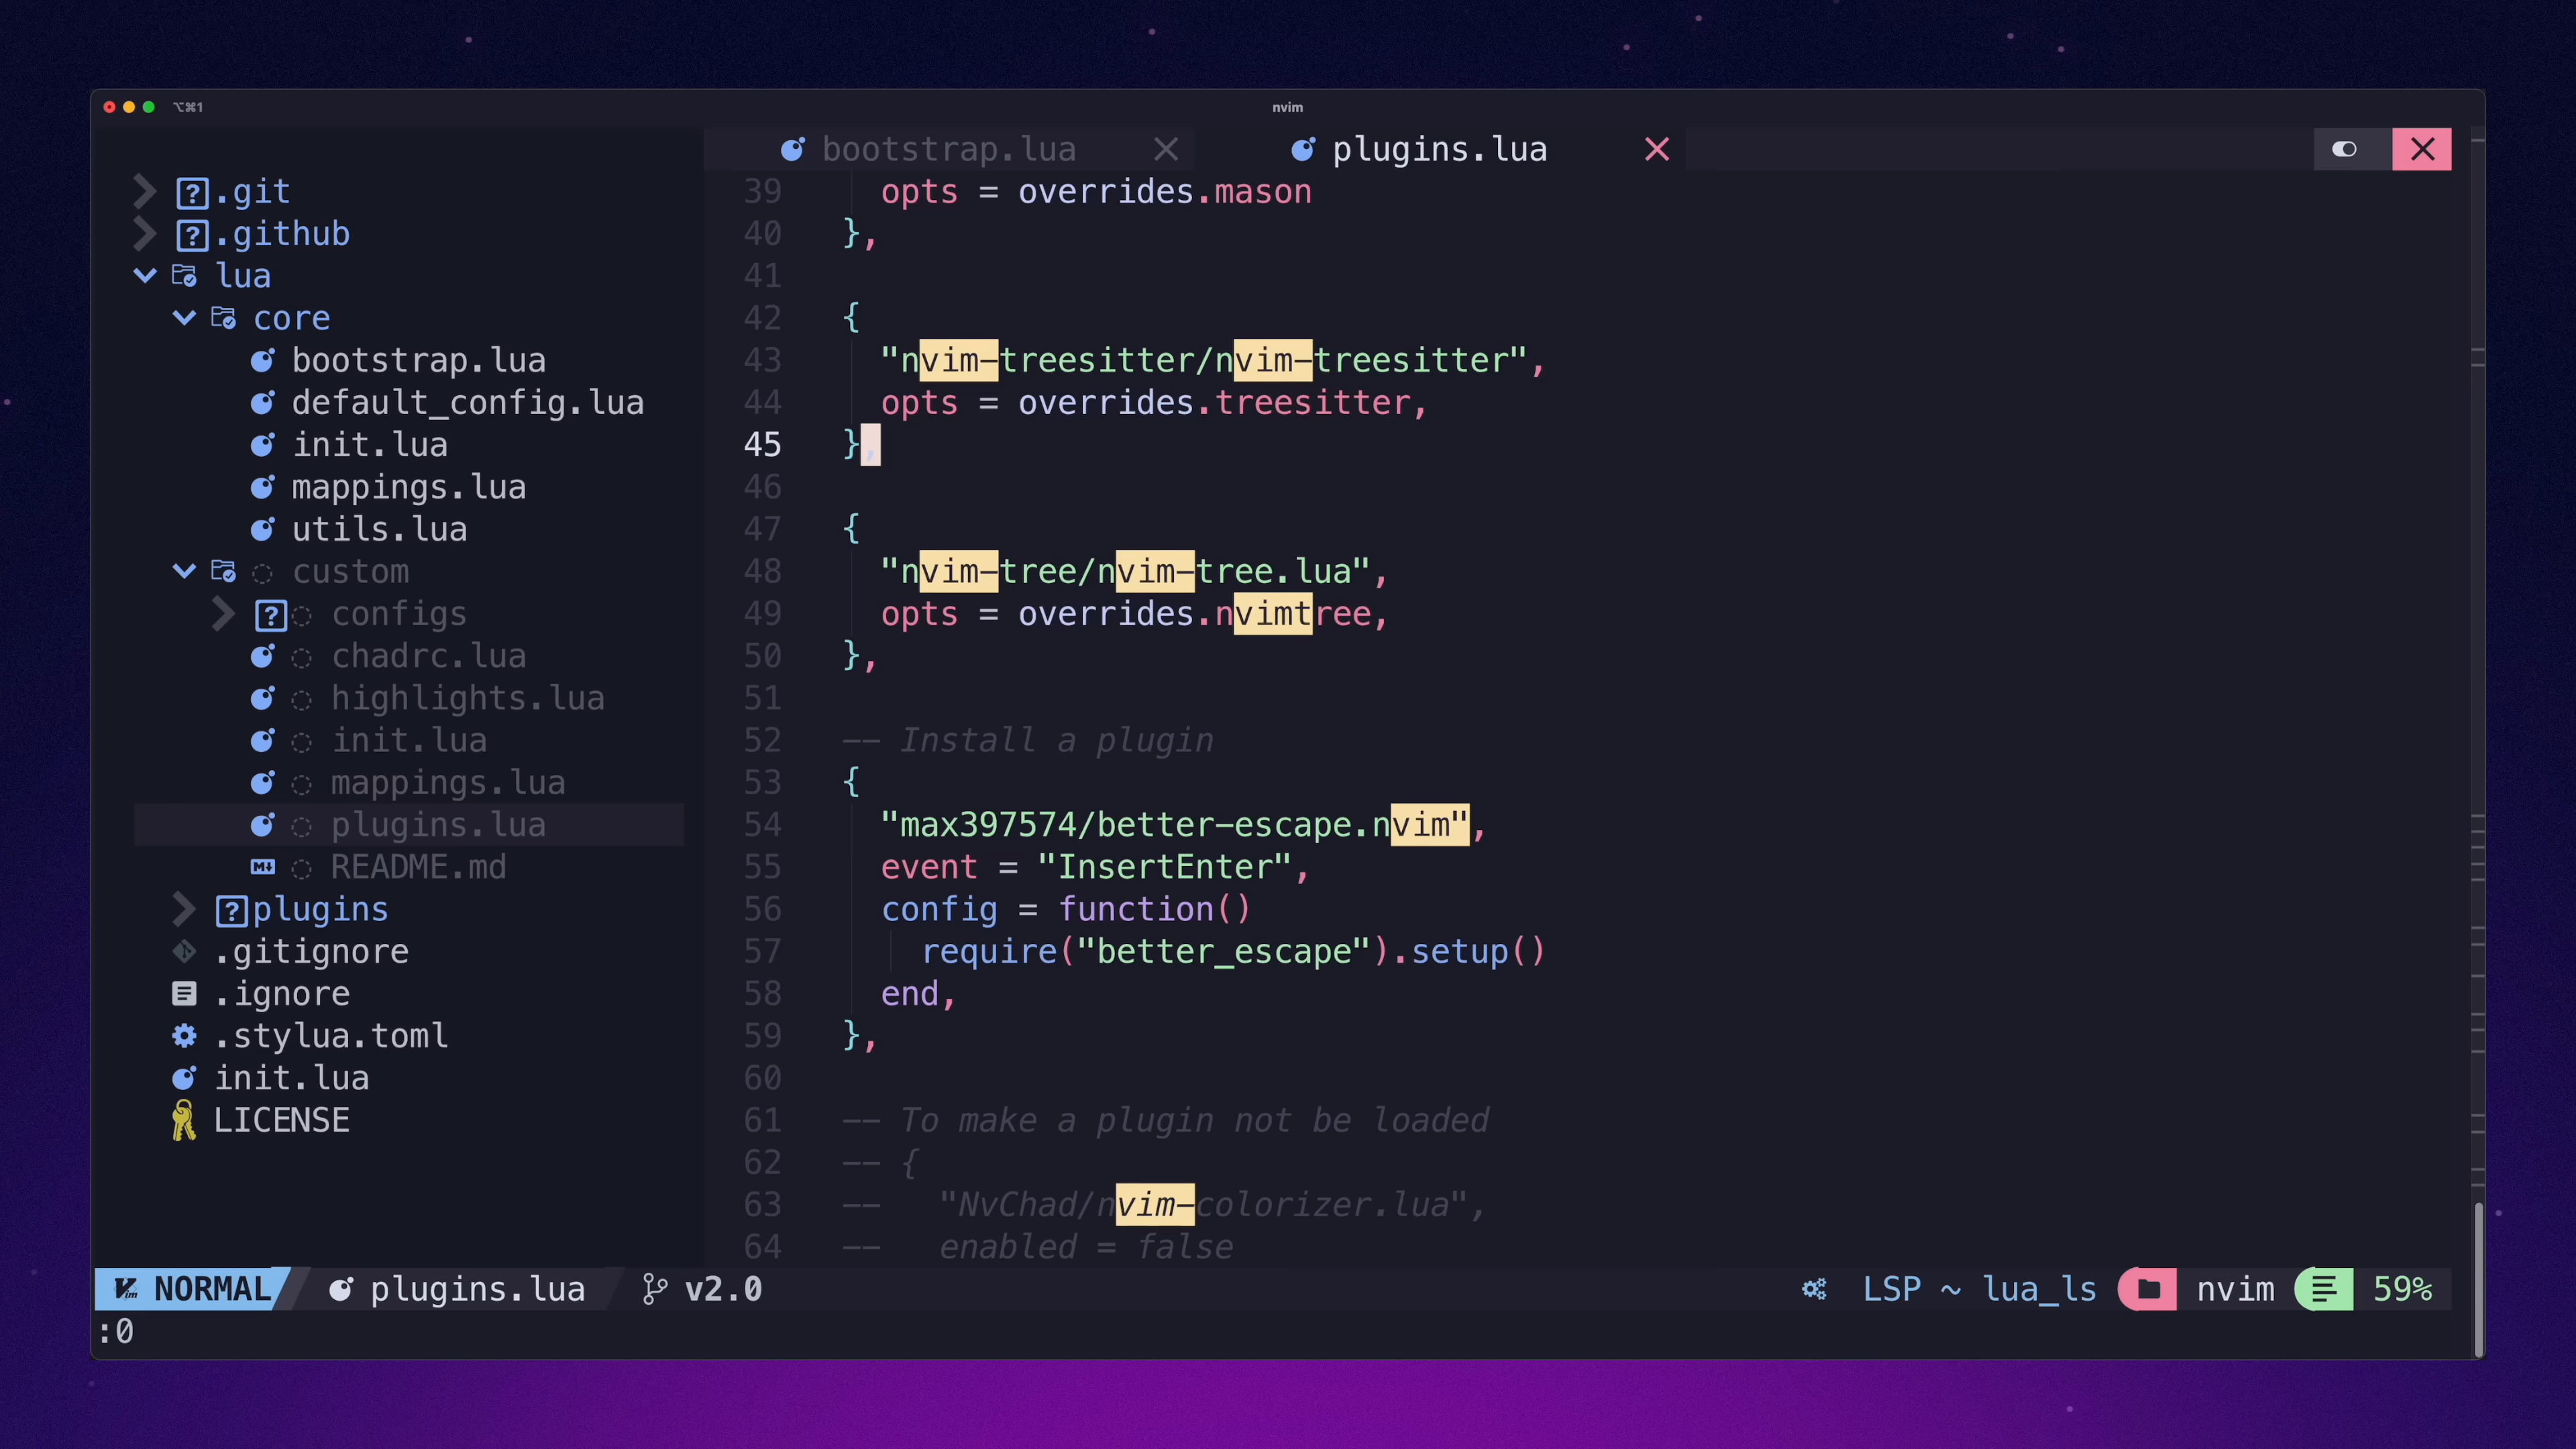 ⌥⌘1
nvim
bootstrap.lua
plugins.lua
.git
.github
lua
core
bootstrap.lua
default_config.lua
init.lua
mappings.lua
utils.lua
custom
configs
chadrc.lua
highlights.lua
init.lua
mappings.lua
plugins.lua
README.md
plugins
.gitignore
.ignore
.stylua.toml
init.lua
LICENSE
39 opts = overrides.mason
40 },
41
42 {
43 "nvim-treesitter/nvim-treesitter",
44 opts = overrides.treesitter,
45 },
46
47 {
48 "nvim-tree/nvim-tree.lua",
49 opts = overrides.nvimtree,
50 },
51
52 -- Install a plugin
53 {
54 "max397574/better-escape.nvim",
55 event = "InsertEnter",
56 config = function()
57 require("better_escape").setup()
58 end,
59 },
60
61 -- To make a plugin not be loaded
62 -- {
63 --   "NvChad/nvim-colorizer.lua",
64 --   enabled = false
NORMAL plugins.lua v2.0 LSP ~ lua_ls nvim 59%
:0